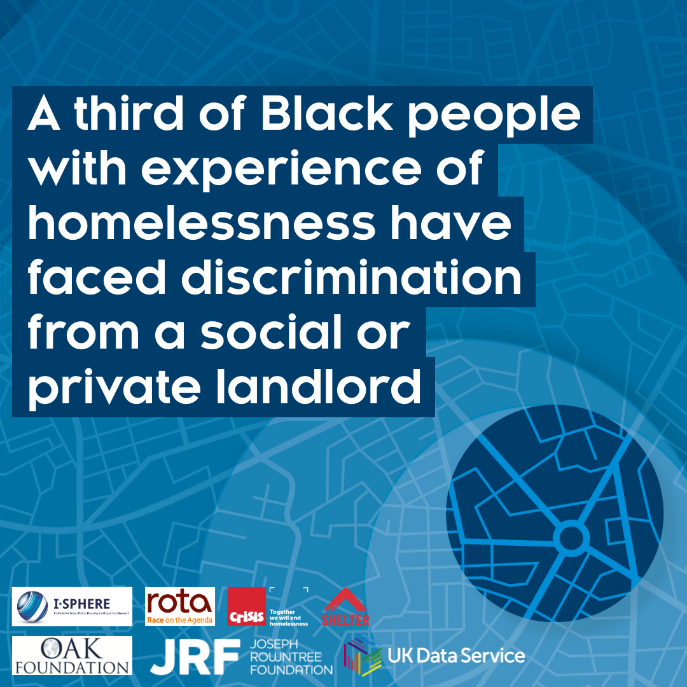 A third of Black people
with experience of
homelessness have
faced discrimination
from a social or
private landlord
I·SPHERE
rota
Race on the Agenda
CRISIS
Together
we will end
homelessness
SHELTER
OAK
FOUNDATION
JRF
JOSEPH
ROWNTREE
FOUNDATION
UK Data Service